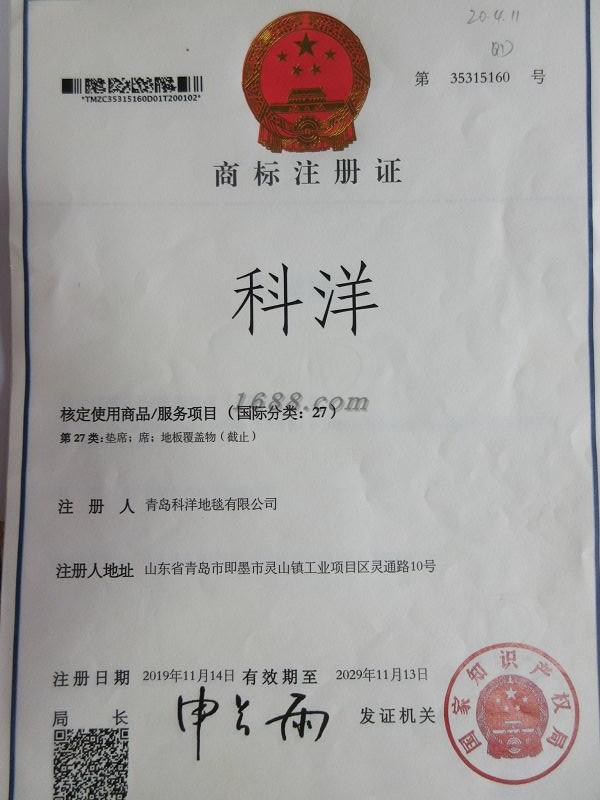 20.4.11
*TMZC35315160D01T200102*
第 35315160 号
商标注册证
科洋
1688.com
核定使用商品/服务项目（国际分类：27）
第27类:垫席；席；地板覆盖物（截止）
注 册 人 青岛科洋地毯有限公司
注册人地址 山东省青岛市即墨市灵山镇工业项目区灵通路10号
注册日期 2019年11月14日 有效期至 2029年11月13日
局 长 申长雨 发证机关
国家知识产权局